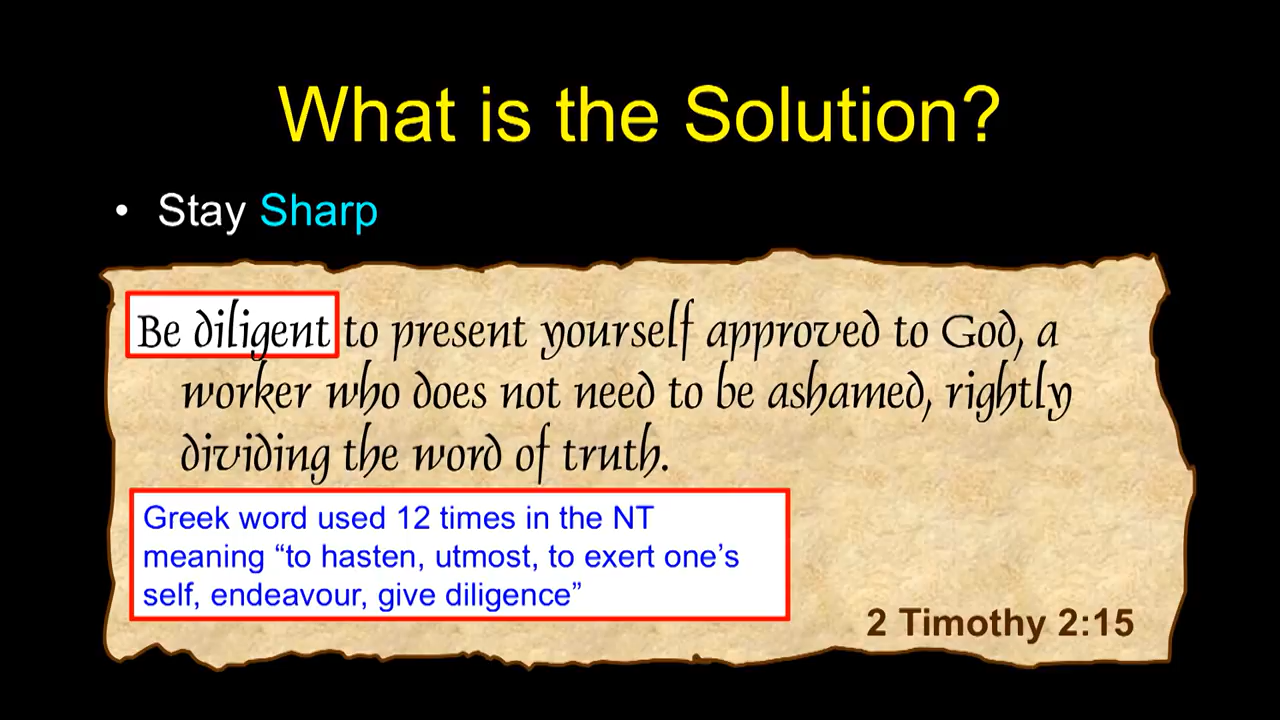 What is the Solution?
• Stay Sharp
Be diligent to present yourself approved to God, a
worker who does not need to be ashamed, rightly
dividing the word of truth.
Greek word used 12 times in the NT
meaning “to hasten, utmost, to exert one’s
self, endeavour, give diligence”
2 Timothy 2:15